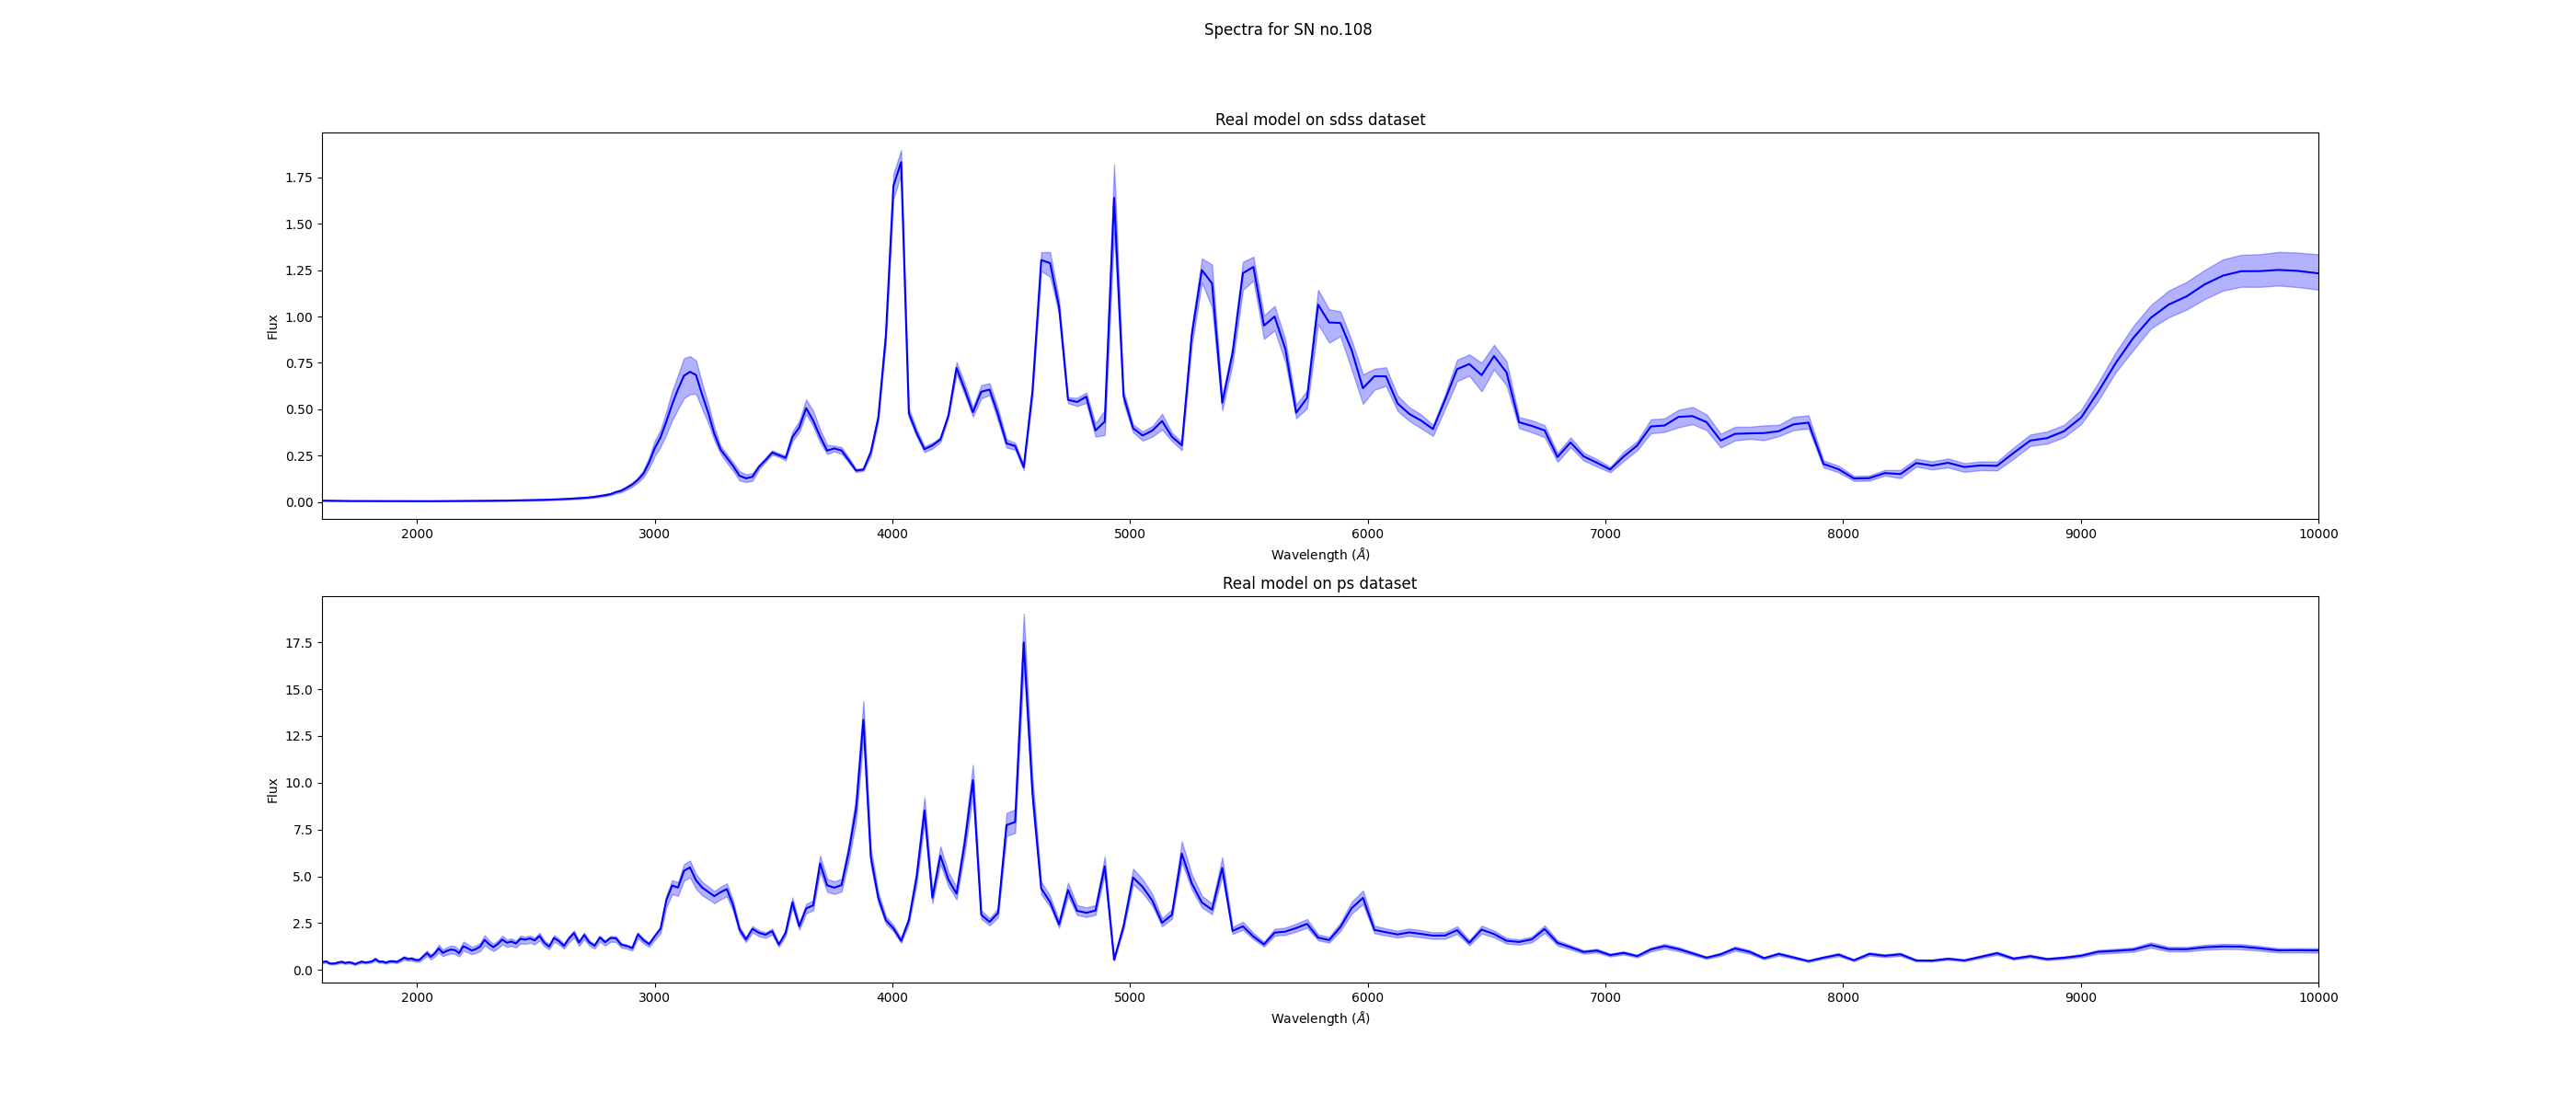 Spectra for SN no.108
Real model on sdss dataset
Flux
1.75
1.50
1.25
1.00
0.75
0.50
0.25
0.00
2000 3000 4000 5000 6000 7000 8000 9000 10000
Wavelength (Å)
Real model on ps dataset
Flux
17.5
15.0
12.5
10.0
7.5
5.0
2.5
0.0
2000 3000 4000 5000 6000 7000 8000 9000 10000
Wavelength (Å)